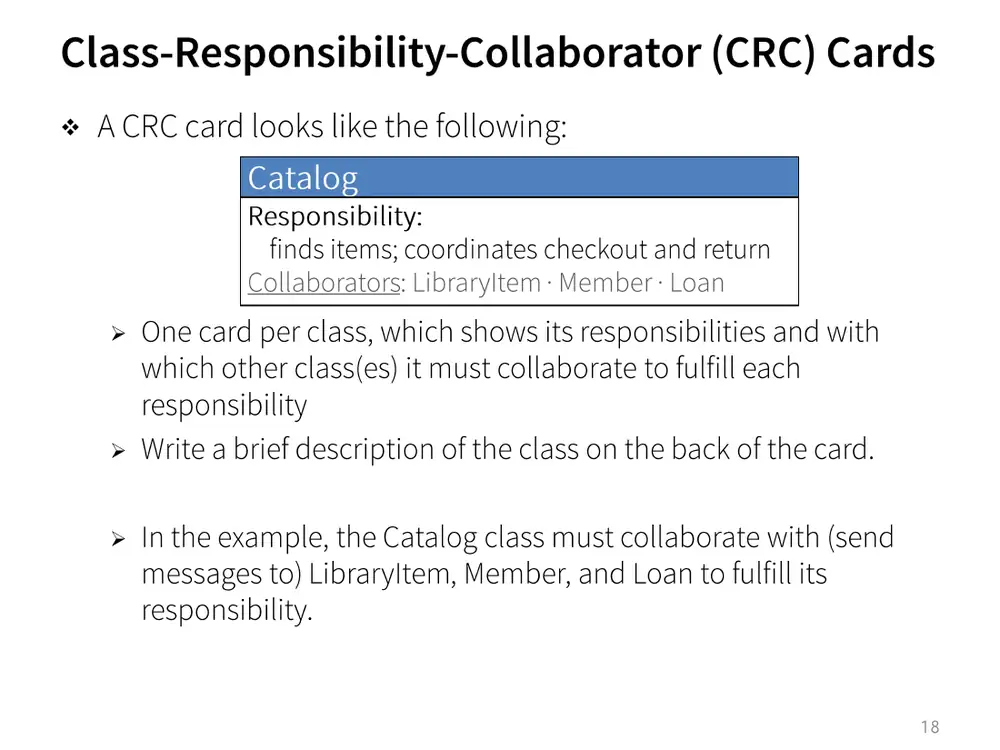 Class-Responsibility-Collaborator (CRC) Cards
❖ A CRC card looks like the following:
Catalog
Responsibility:
finds items; coordinates checkout and return
Collaborators: LibraryItem · Member · Loan
➢ One card per class, which shows its responsibilities and with
which other class(es) it must collaborate to fulfill each
responsibility
➢ Write a brief description of the class on the back of the card.
➢ In the example, the Catalog class must collaborate with (send
messages to) LibraryItem, Member, and Loan to fulfill its
responsibility.
18